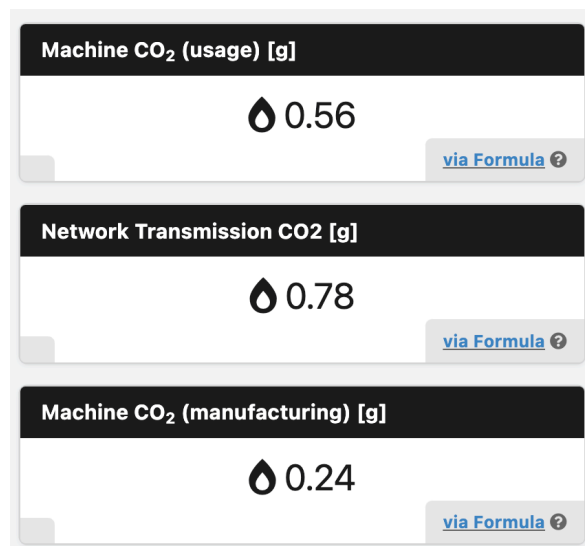 Machine CO₂ (usage) [g]
0.56
via Formula ?
Network Transmission CO2 [g]
0.78
via Formula ?
Machine CO₂ (manufacturing) [g]
0.24
via Formula ?